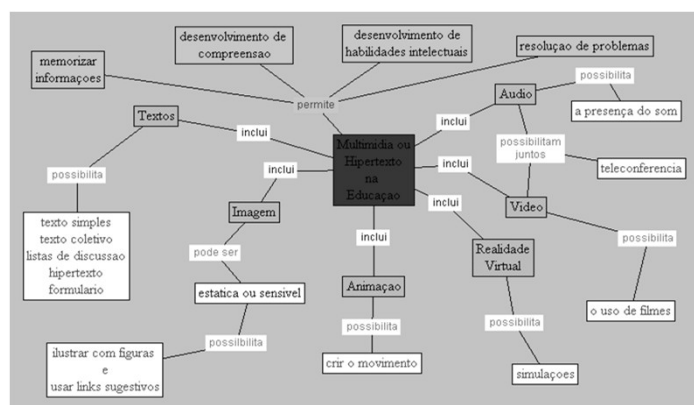 desenvolvimento de
compreensao
desenvolvimento de
habilidades intelectuais
resoluçao de problemas
memorizar
informaçoes
permite
Textos
inclui
Multimidia ou
Hipertexto
na
Educaçao
inclui
Audio
possibilita
a presença do som
possibilitam
juntos
teleconferencia
possibilita
inclui
inclui
Video
inclui
Imagem
texto simples
texto coletivo
listas de discussao
hipertexto
formulario
pode ser
inclui
Realidade
Virtual
possibilita
estatica ou sensivel
Animaçao
o uso de filmes
possilbilita
possibilita
possibilita
ilustrar com figuras
e
usar links sugestivos
crir o movimento
simulaçoes